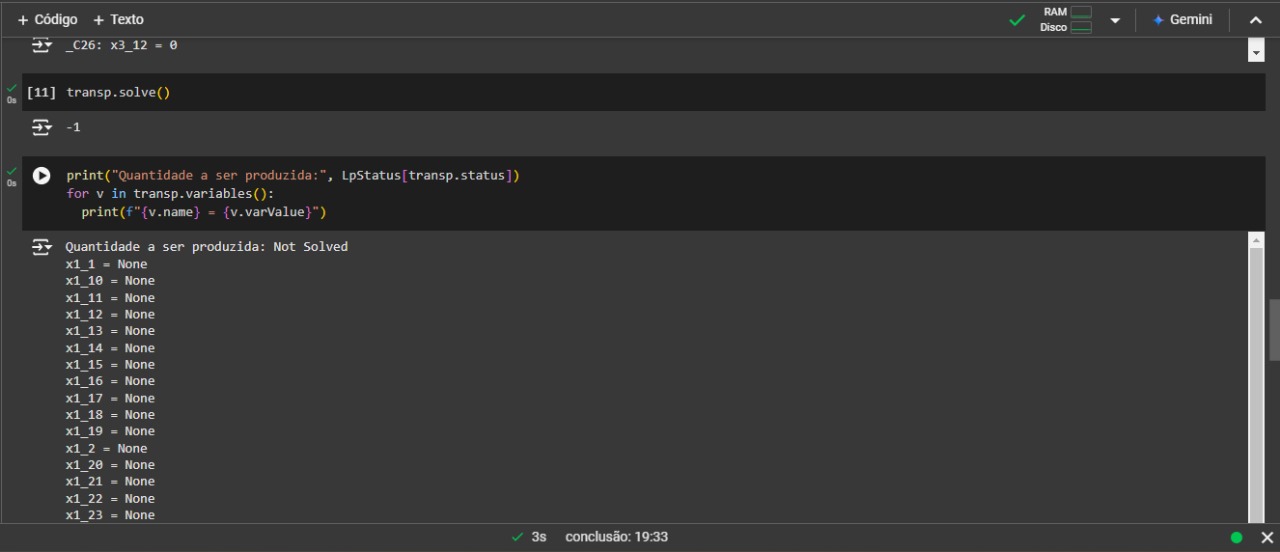 + Código + Texto
RAM
Disco
Gemini
_C26: x3_12 = 0
0s
[11] transp.solve()
-1
0s
print("Quantidade a ser produzida:", LpStatus[transp.status])
for v in transp.variables():
print(f"{v.name} = {v.varValue}")
Quantidade a ser produzida: Not Solved
x1_1 = None
x1_10 = None
x1_11 = None
x1_12 = None
x1_13 = None
x1_14 = None
x1_15 = None
x1_16 = None
x1_17 = None
x1_18 = None
x1_19 = None
x1_2 = None
x1_20 = None
x1_21 = None
x1_22 = None
x1_23 = None
3s conclusão: 19:33